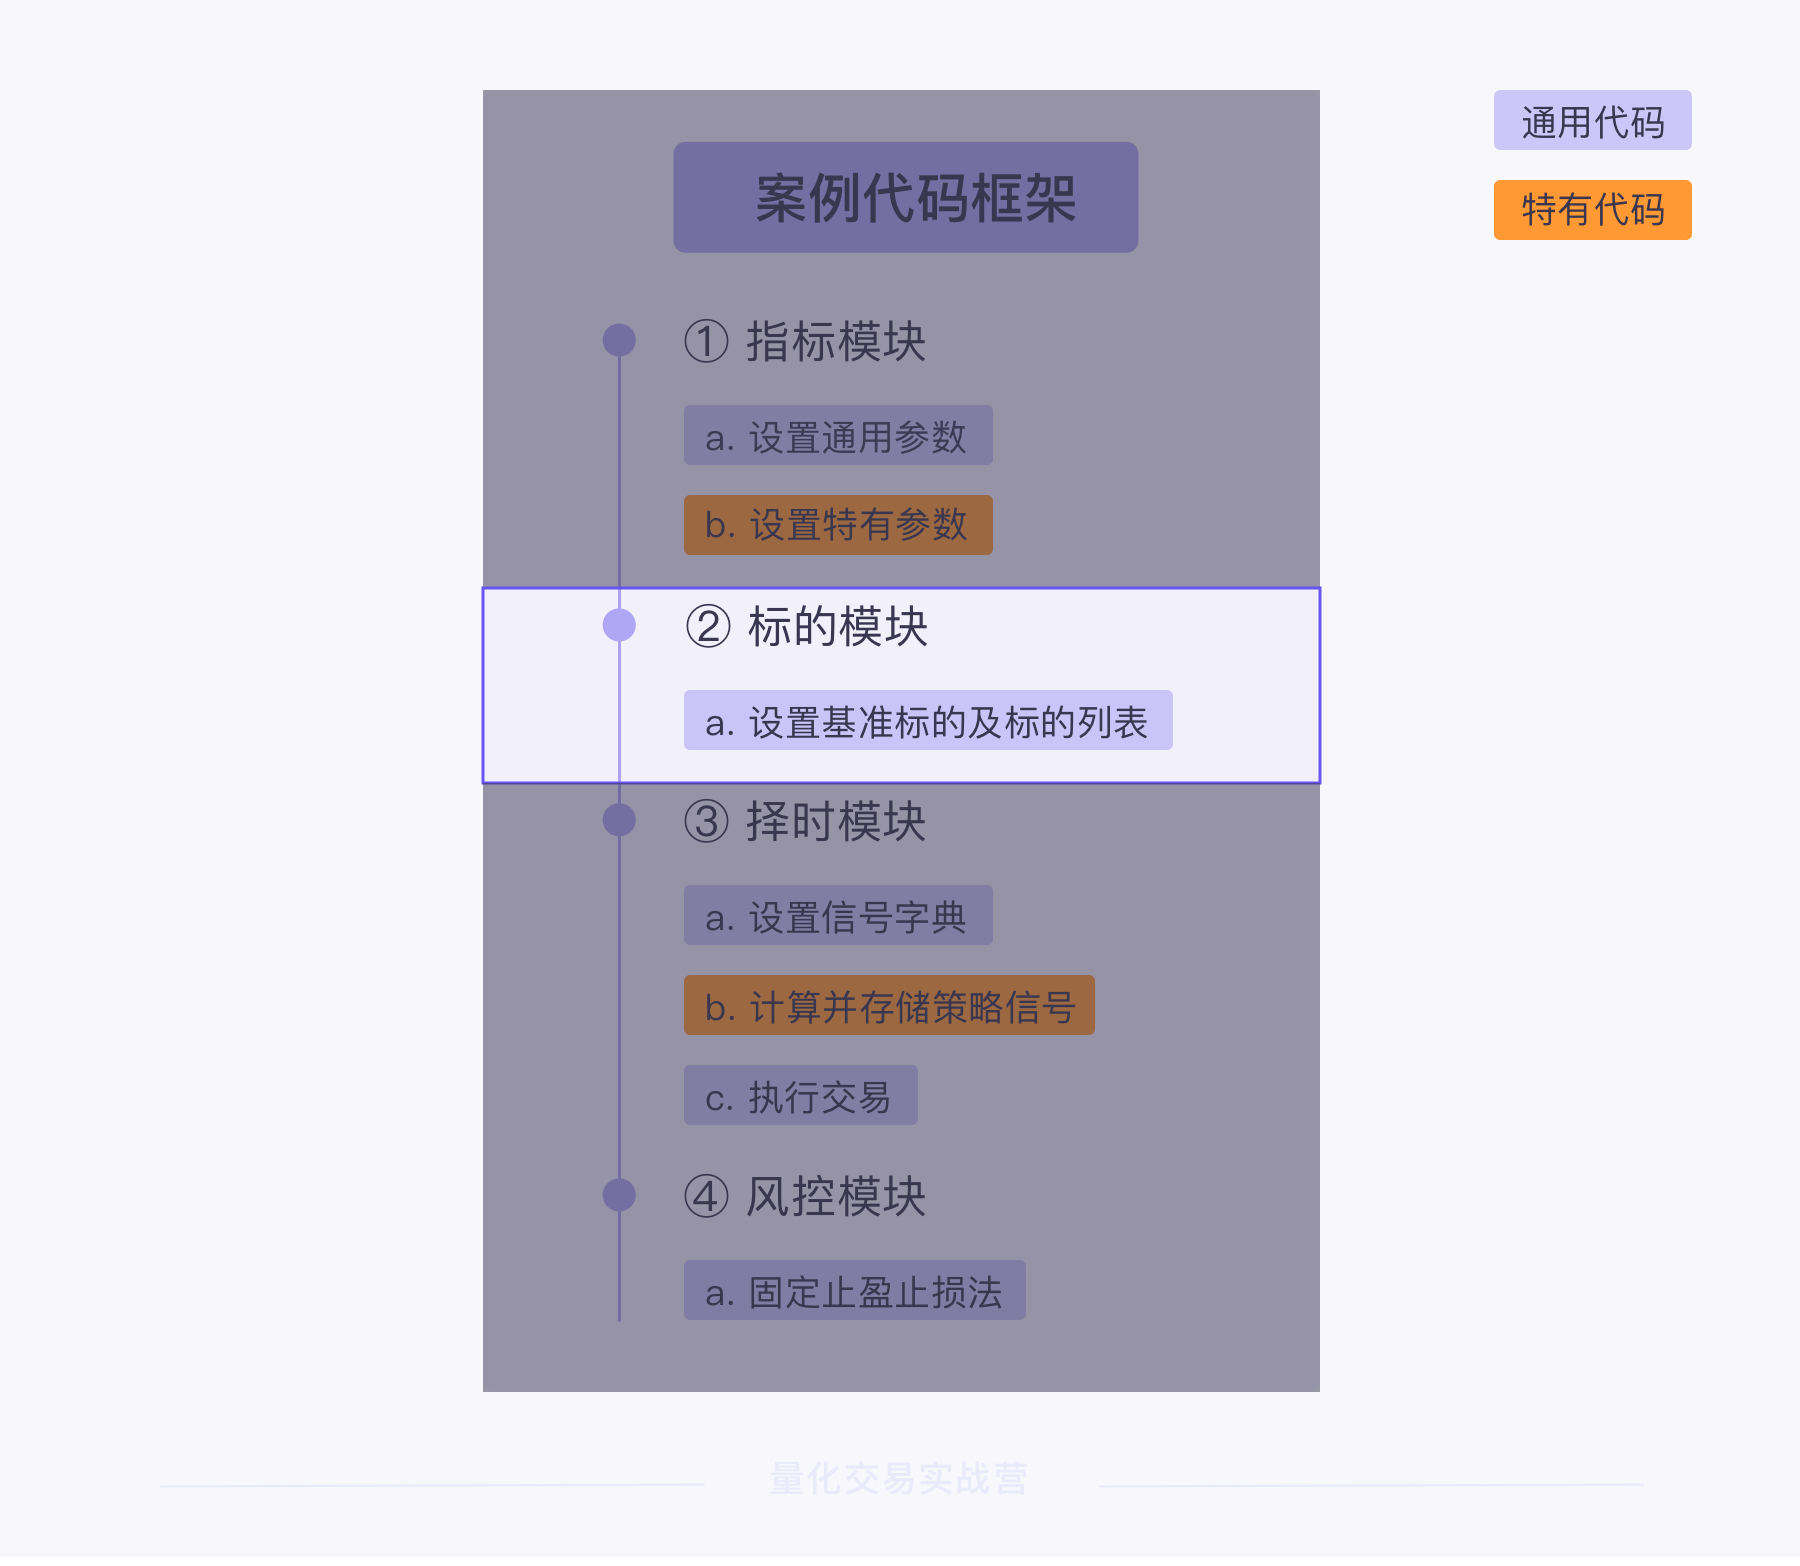 案例代码框架
通用代码
特有代码
① 指标模块
a. 设置通用参数
b. 设置特有参数
② 标的模块
a. 设置基准标的及标的列表
③ 择时模块
a. 设置信号字典
b. 计算并存储策略信号
c. 执行交易
④ 风控模块
a. 固定止盈止损法
量化交易实战营